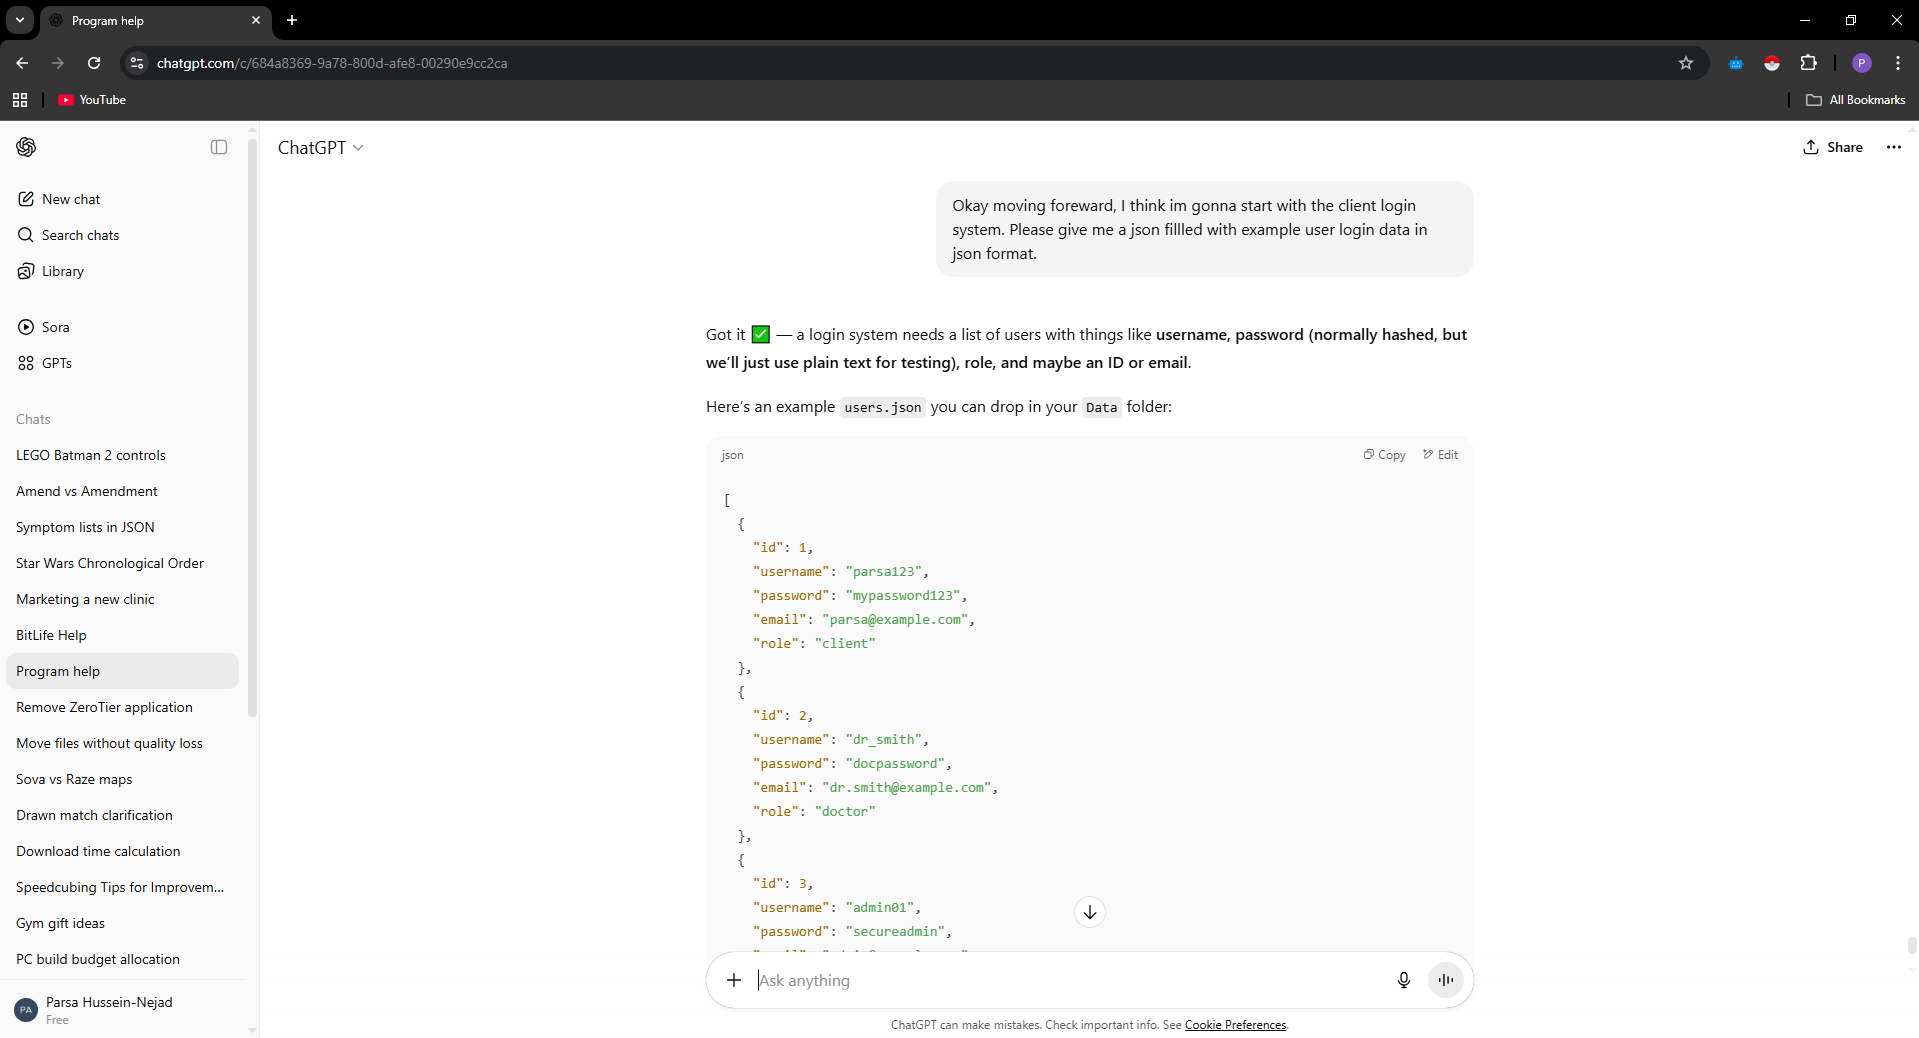 Program help
chatgpt.com/c/684a8369-9a78-800d-afe8-00290e9cc2ca
P
YouTube
All Bookmarks
ChatGPT
Share
New chat
Search chats
Library
Sora
GPTs
Chats
LEGO Batman 2 controls
Amend vs Amendment
Symptom lists in JSON
Star Wars Chronological Order
Marketing a new clinic
BitLife Help
Program help
Remove ZeroTier application
Move files without quality loss
Sova vs Raze maps
Drawn match clarification
Download time calculation
Speedcubing Tips for Improvem...
Gym gift ideas
PC build budget allocation
PA
Parsa Hussein-Nejad
Free
Okay moving foreward, I think im gonna start with the client login
system. Please give me a json fillled with example user login data in
json format.
Got it ✅ — a login system needs a list of users with things like username, password (normally hashed, but
we’ll just use plain text for testing), role, and maybe an ID or email.
Here’s an example users.json you can drop in your Data folder:
json
Copy
Edit
[
{
"id": 1,
"username": "parsa123",
"password": "mypassword123",
"email": "parsa@example.com",
"role": "client"
},
{
"id": 2,
"username": "dr_smith",
"password": "docpassword",
"email": "dr.smith@example.com",
"role": "doctor"
},
{
"id": 3,
"username": "admin01",
"password": "secureadmin",
Ask anything
ChatGPT can make mistakes. Check important info. See Cookie Preferences.